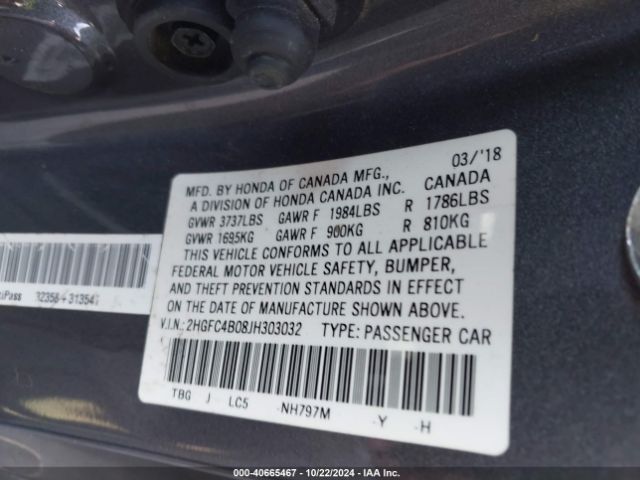 03/'18
MFD. BY HONDA OF CANADA MFG.,
A DIVISION OF HONDA CANADA INC. CANADA
GVWR 3737LBS GAWR F 1984LBS R 1786LBS
GVWR 1695KG GAWR F 900KG R 810KG
THIS VEHICLE CONFORMS TO ALL APPLICABLE
FEDERAL MOTOR VEHICLE SAFETY, BUMPER,
AND THEFT PREVENTION STANDARDS IN EFFECT
ON THE DATE OF MANUFACTURE SHOWN ABOVE.
V.I.N.: 2HGFC4B08JH303032 TYPE: PASSENGER CAR
TBG J LC5 NH797M Y H
000-40665467 - 10/22/2024 - IAA Inc.